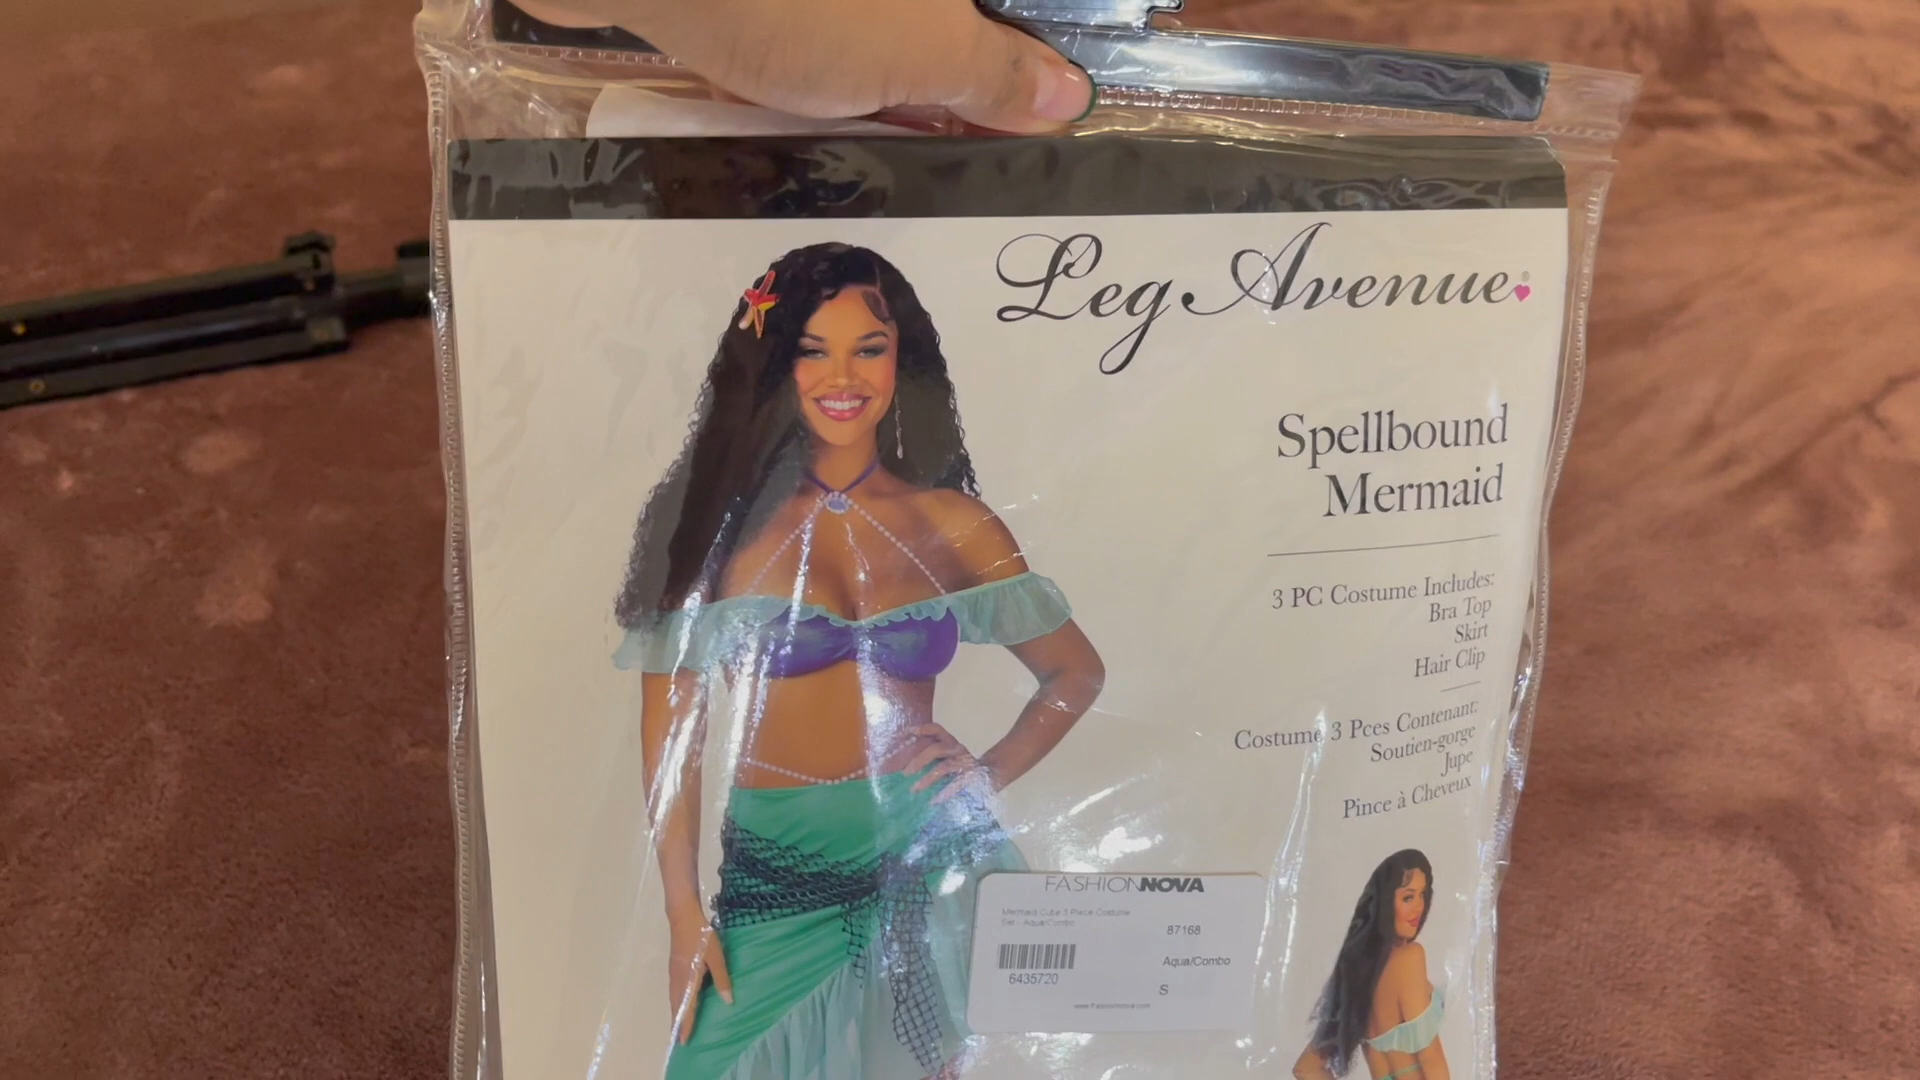 Leg Avenue®
Spellbound
Mermaid
3 PC Costume Includes:
Bra Top
Skirt
Hair Clip
Costume 3 Pces Contenant:
Soutien-gorge
Jupe
Pince à Cheveux
FASHIONNOVA
Mermaid Cutie 3 Piece Costume
Set - Aqua/Combo
87168
6435720
Aqua/Combo
S
www.FashionNova.com